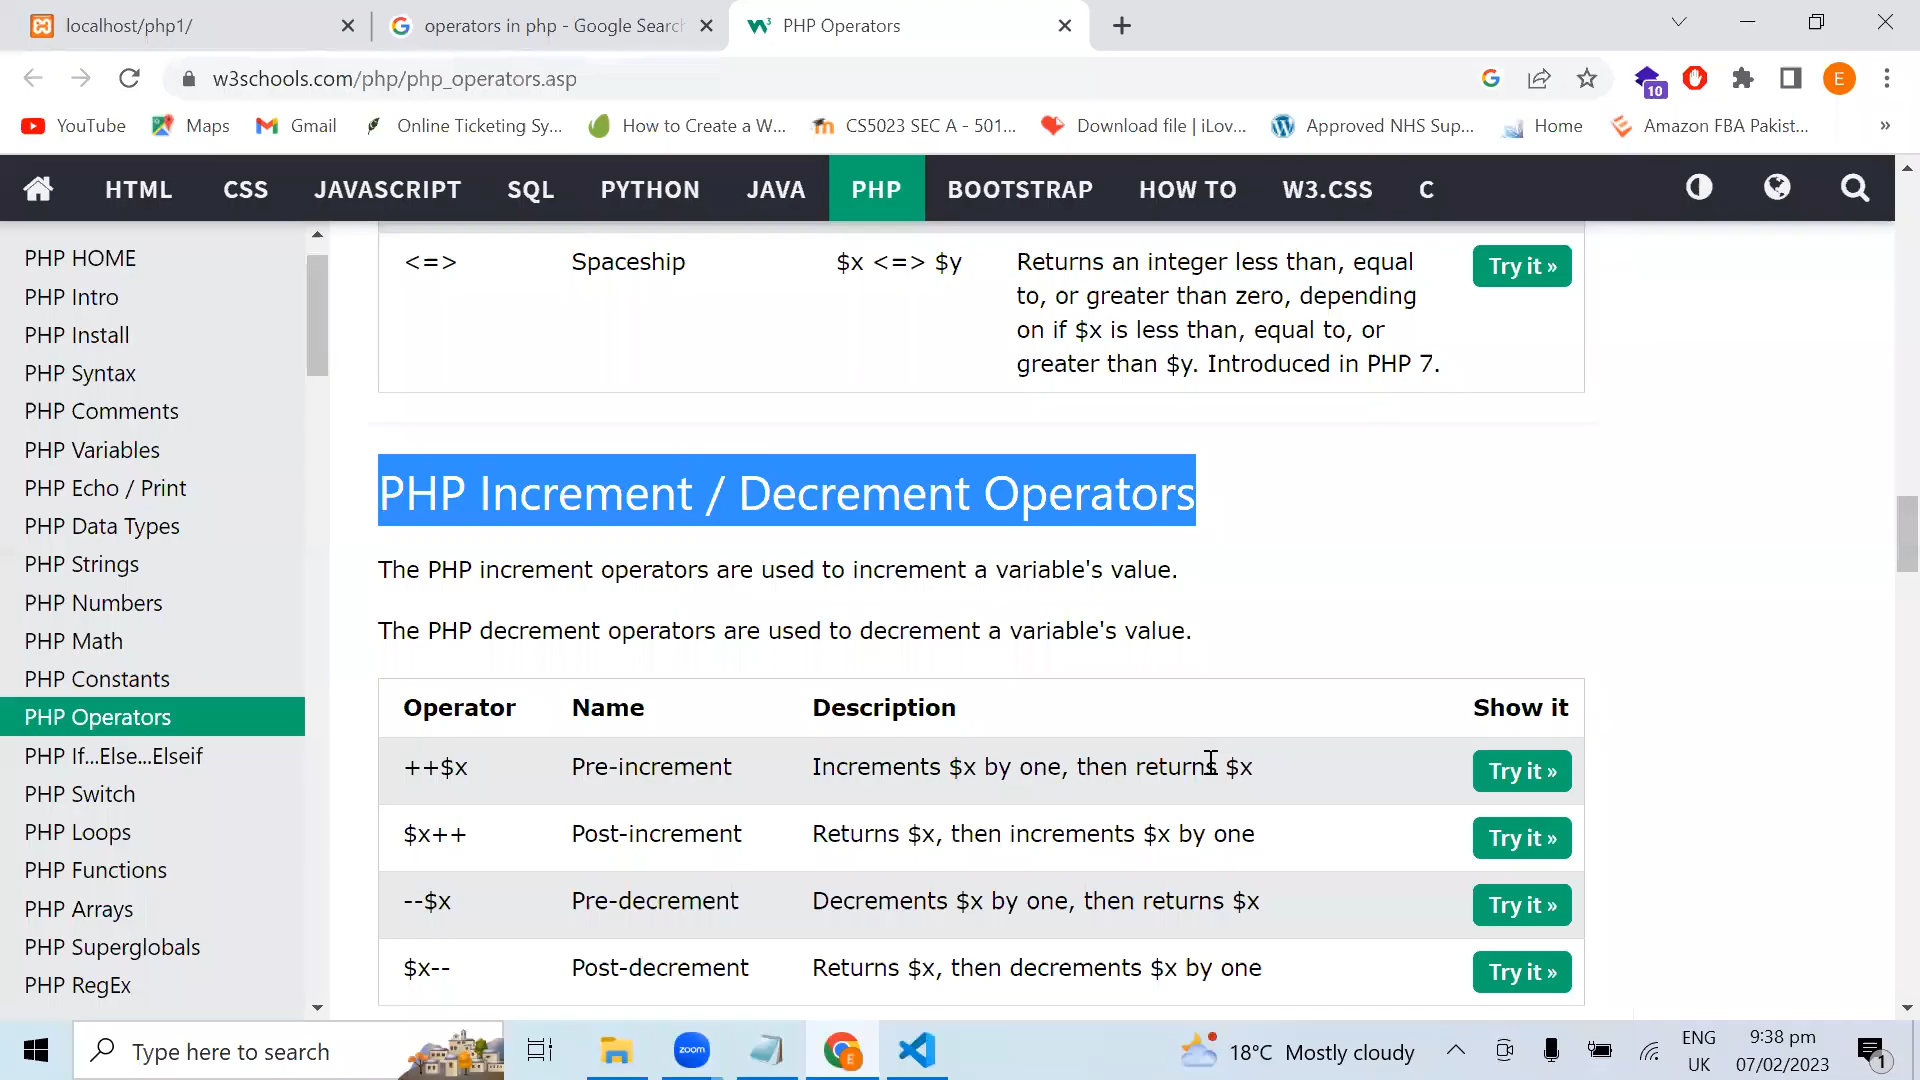 localhost/php1/
operators in php - Google Search
PHP Operators
w3schools.com/php/php_operators.asp
10
E
YouTube
Maps
Gmail
Online Ticketing Sy...
How to Create a W...
CS5023 SEC A - 501...
Download file | iLov...
Approved NHS Sup...
Home
Amazon FBA Pakist...
»
HTML
CSS
JAVASCRIPT
SQL
PYTHON
JAVA
PHP
BOOTSTRAP
HOW TO
W3.CSS
C
PHP HOME
PHP Intro
PHP Install
PHP Syntax
PHP Comments
PHP Variables
PHP Echo / Print
PHP Data Types
PHP Strings
PHP Numbers
PHP Math
PHP Constants
PHP Operators
PHP If...Else...Elseif
PHP Switch
PHP Loops
PHP Functions
PHP Arrays
PHP Superglobals
PHP RegEx
<=> Spaceship $x <=> $y Returns an integer less than, equal Try it »
to, or greater than zero, depending
on if $x is less than, equal to, or
greater than $y. Introduced in PHP 7.
PHP Increment / Decrement Operators
The PHP increment operators are used to increment a variable's value.
The PHP decrement operators are used to decrement a variable's value.
Operator Name Description Show it
++$x Pre-increment Increments $x by one, then returns $x Try it »
$x++ Post-increment Returns $x, then increments $x by one Try it »
--$x Pre-decrement Decrements $x by one, then returns $x Try it »
$x-- Post-decrement Returns $x, then decrements $x by one Try it »
Type here to search
zoom
E
18°C Mostly cloudy
ENG
UK
9:38 pm
07/02/2023
1